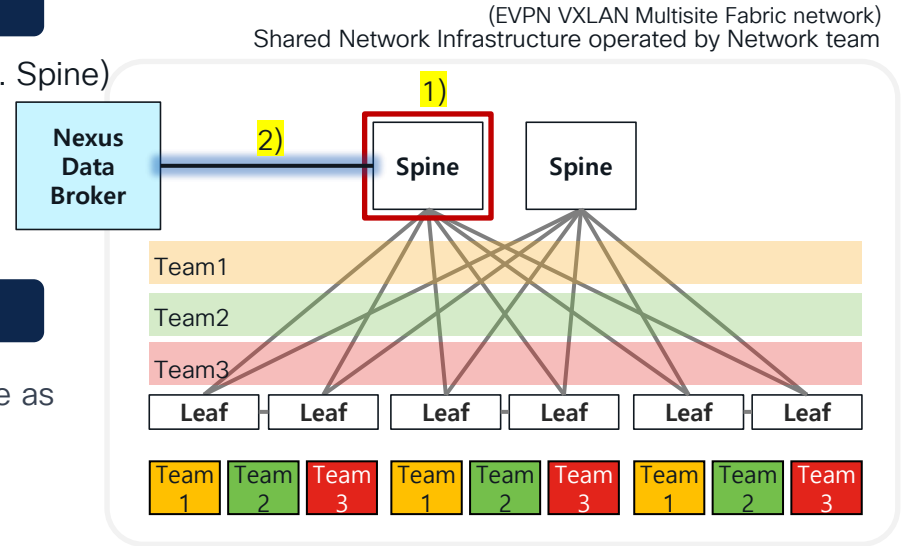 (EVPN VXLAN Multisite Fabric network)
Shared Network Infrastructure operated by Network team
. Spine)
1)
Nexus
Data
Broker
2)
Spine
Spine
Team1
Team2
Team3
e as
Leaf
Leaf
Leaf
Leaf
Leaf
Leaf
Team
1
Team
2
Team
3
Team
1
Team
2
Team
3
Team
1
Team
2
Team
3